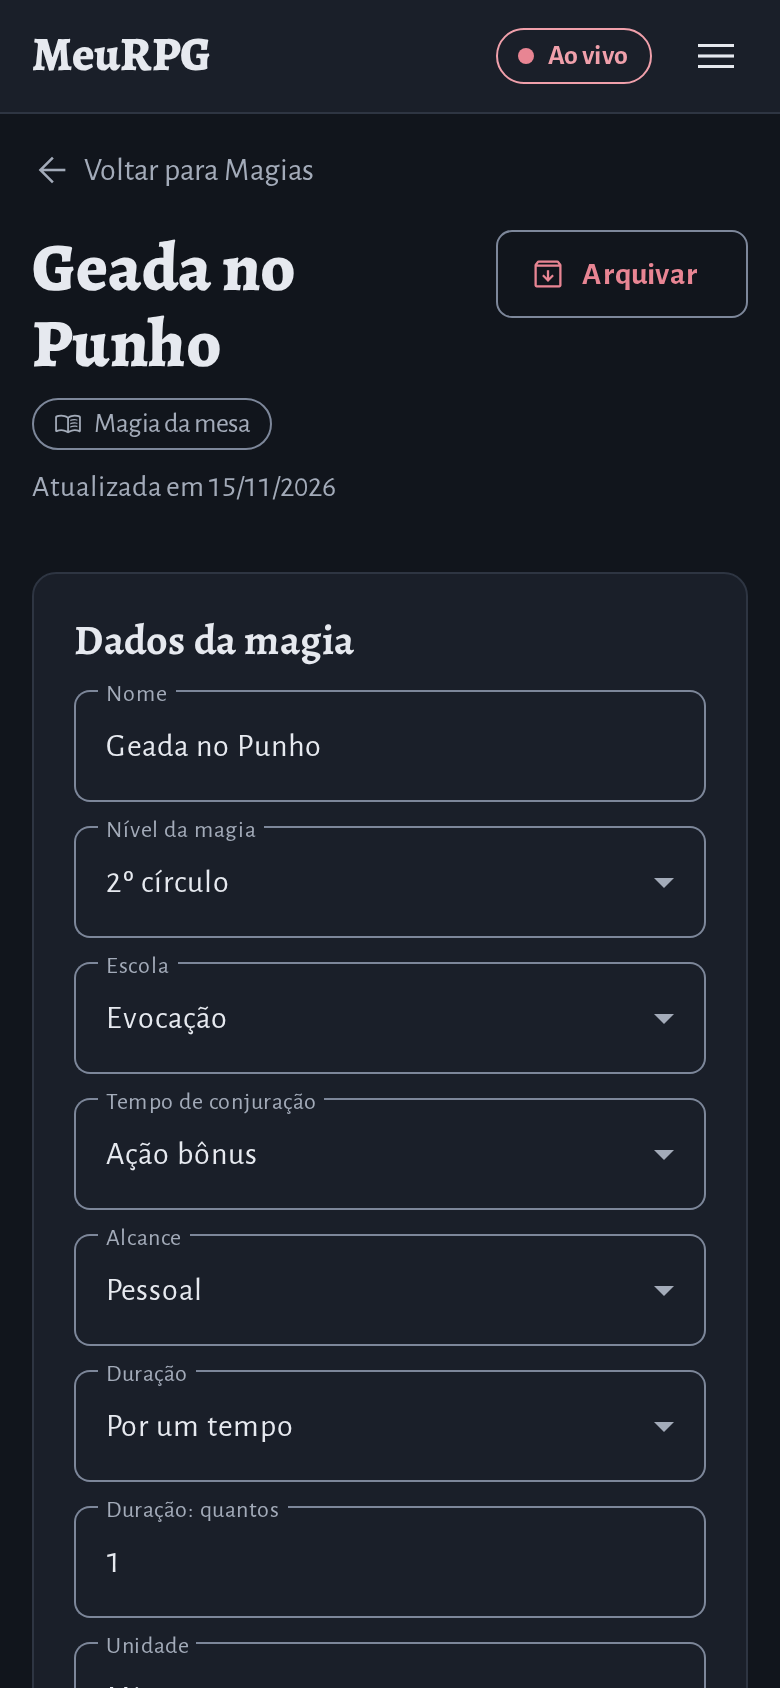 MeuRPG
Ao vivo
Voltar para Magias
Geada no
Punho
Arquivar
Magia da mesa
Atualizada em 15/11/2026
Dados da magia
Nome
Geada no Punho
Nível da magia
2º círculo
Escola
Evocação
Tempo de conjuração
Ação bônus
Alcance
Pessoal
Duração
Por um tempo
Duração: quantos
1
Unidade